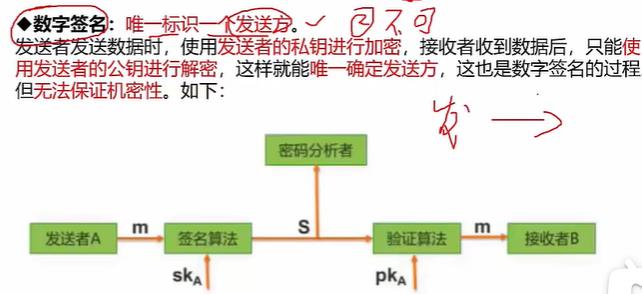 ◆数字签名：唯一标识一个发送方。✓ 不可
发送者发送数据时，使用发送者的私钥进行加密，接收者收到数据后，只能使
用发送者的公钥进行解密，这样就能唯一确定发送方，这也是数字签名的过程
但无法保证机密性。如下：
发 →
密码分析者
发送者A m 签名算法 S 验证算法 m 接收者B
skA pkA